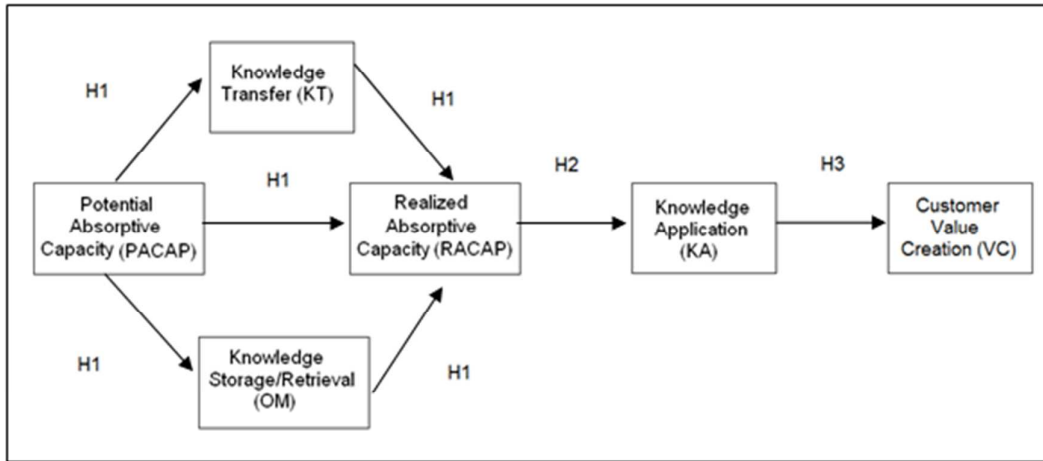 H1
Knowledge
Transfer (KT)
H1
H1
H2
H3
Potential
Absorptive
Capacity (PACAP)
Realized
Absorptive
Capacity (RACAP)
Knowledge
Application
(KA)
Customer
Value
Creation (VC)
H1
Knowledge
Storage/Retrieval
(OM)
H1